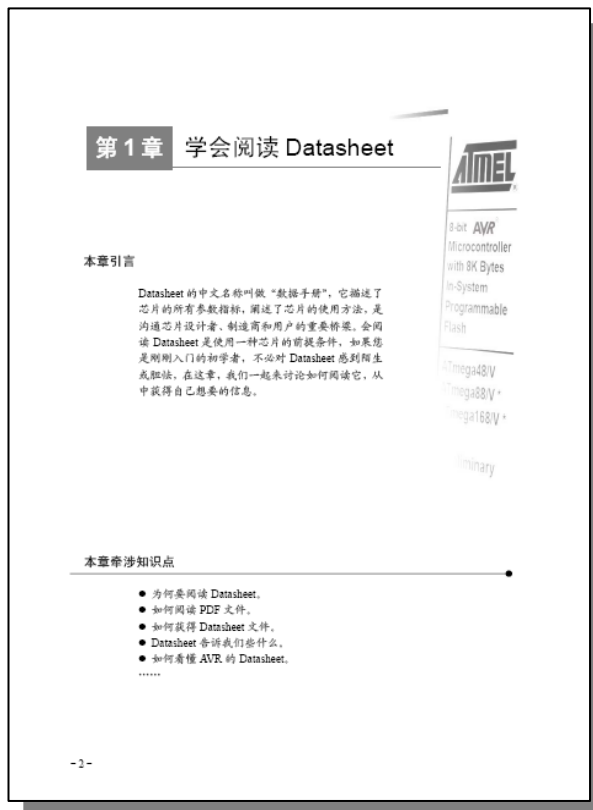 第 1 章 学会阅读 Datasheet
ATMEL
8-bit AVR
Microcontroller
with 8K Bytes
In-System
Programmable
Flash
ATmega48/V
ATmega88/V *
ATmega168/V *
本章引言
Datasheet 的中文名称叫做“数据手册”，它描述了
芯片的所有参数指标，阐述了芯片的使用方法，是
沟通芯片设计者、制造商和用户的重要桥梁。会阅
读 Datasheet 是使用一种芯片的前提条件，如果您
是刚刚入门的初学者，不必对 Datasheet 感到陌生
或胆怯，在这章，我们一起来讨论如何阅读它，从
中获得自己想要的信息。
本章牵涉知识点
● 为何要阅读 Datasheet。
● 如何阅读 PDF 文件。
● 如何获得 Datasheet 文件。
● Datasheet 告诉我们些什么。
● 如何看懂 AVR 的 Datasheet。
……
- 2 -